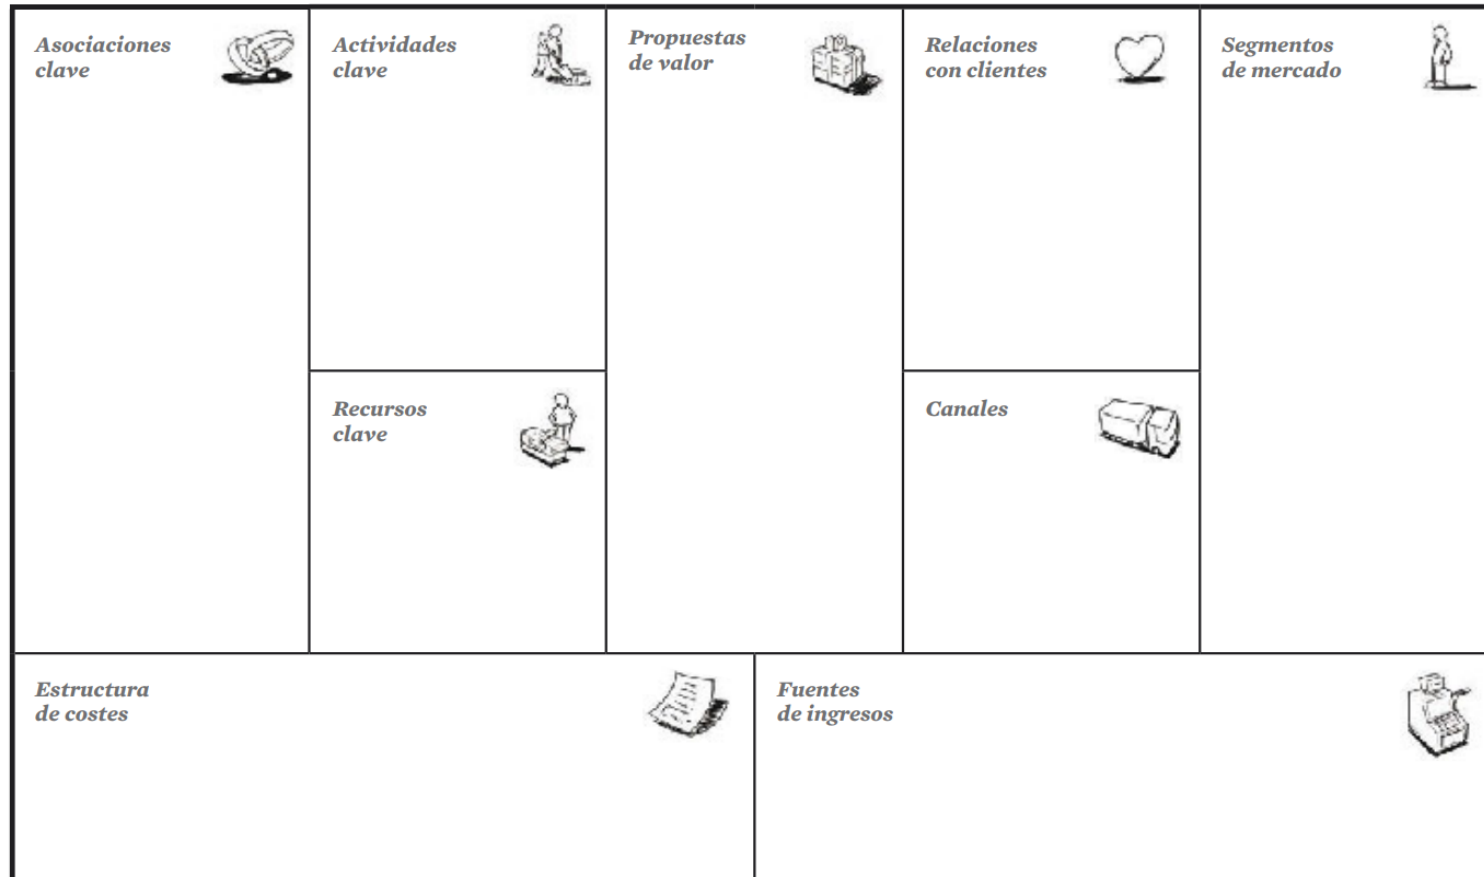 Asociaciones
clave
Actividades
clave
Propuestas
de valor
Relaciones
con clientes
Segmentos
de mercado
Recursos
clave
Canales
Estructura
de costes
Fuentes
de ingresos